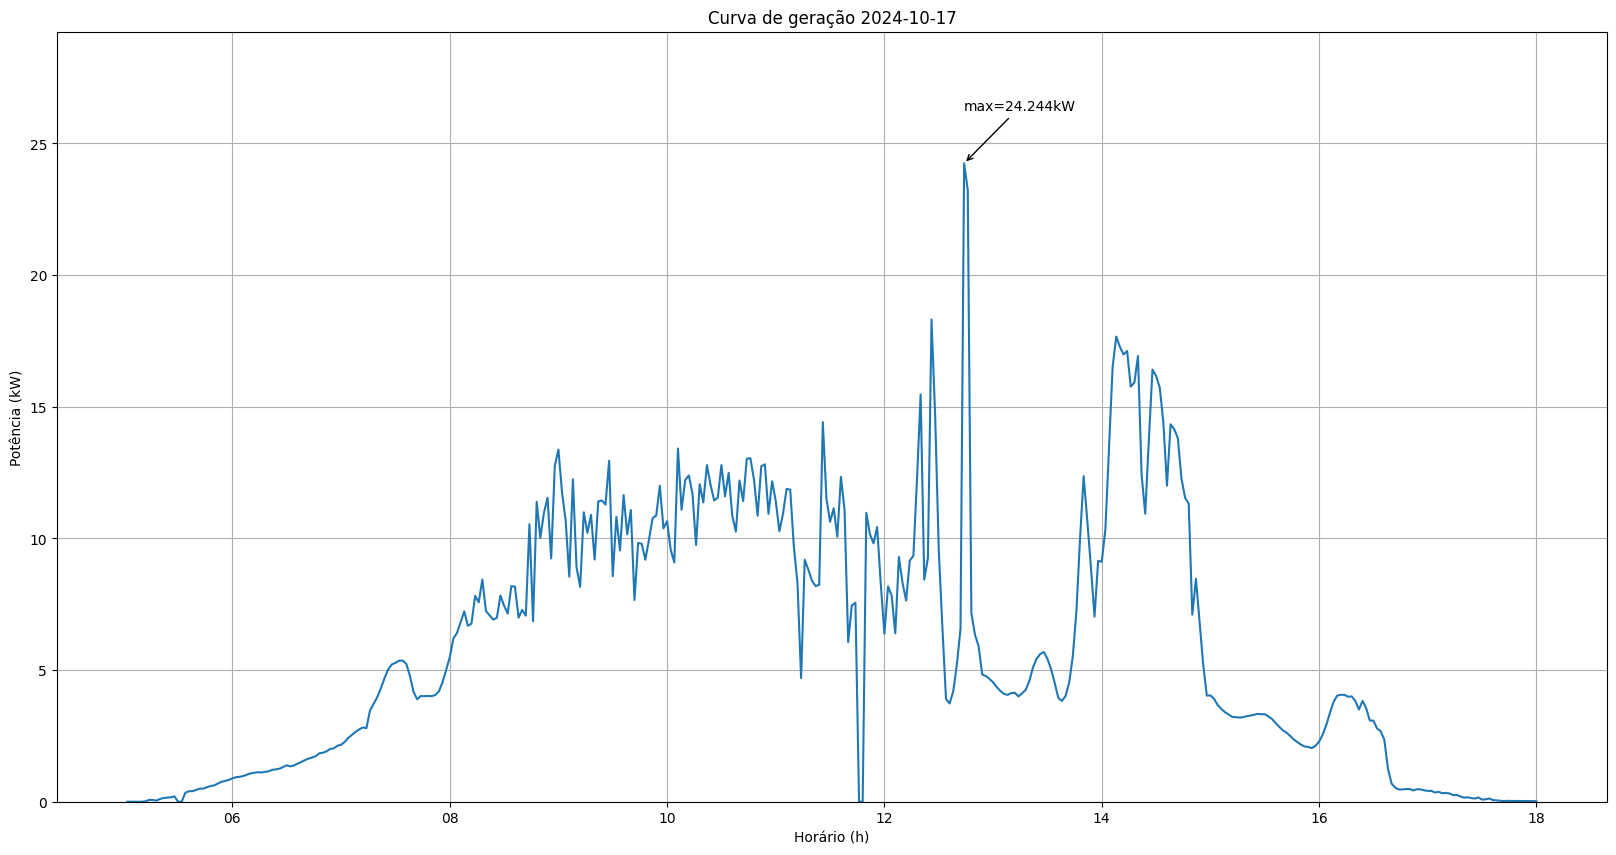 Curva de geração 2024-10-17
max=24.244kW
25
20
15
10
5
0
Potência (kW)
06 08 10 12 14 16 18
Horário (h)